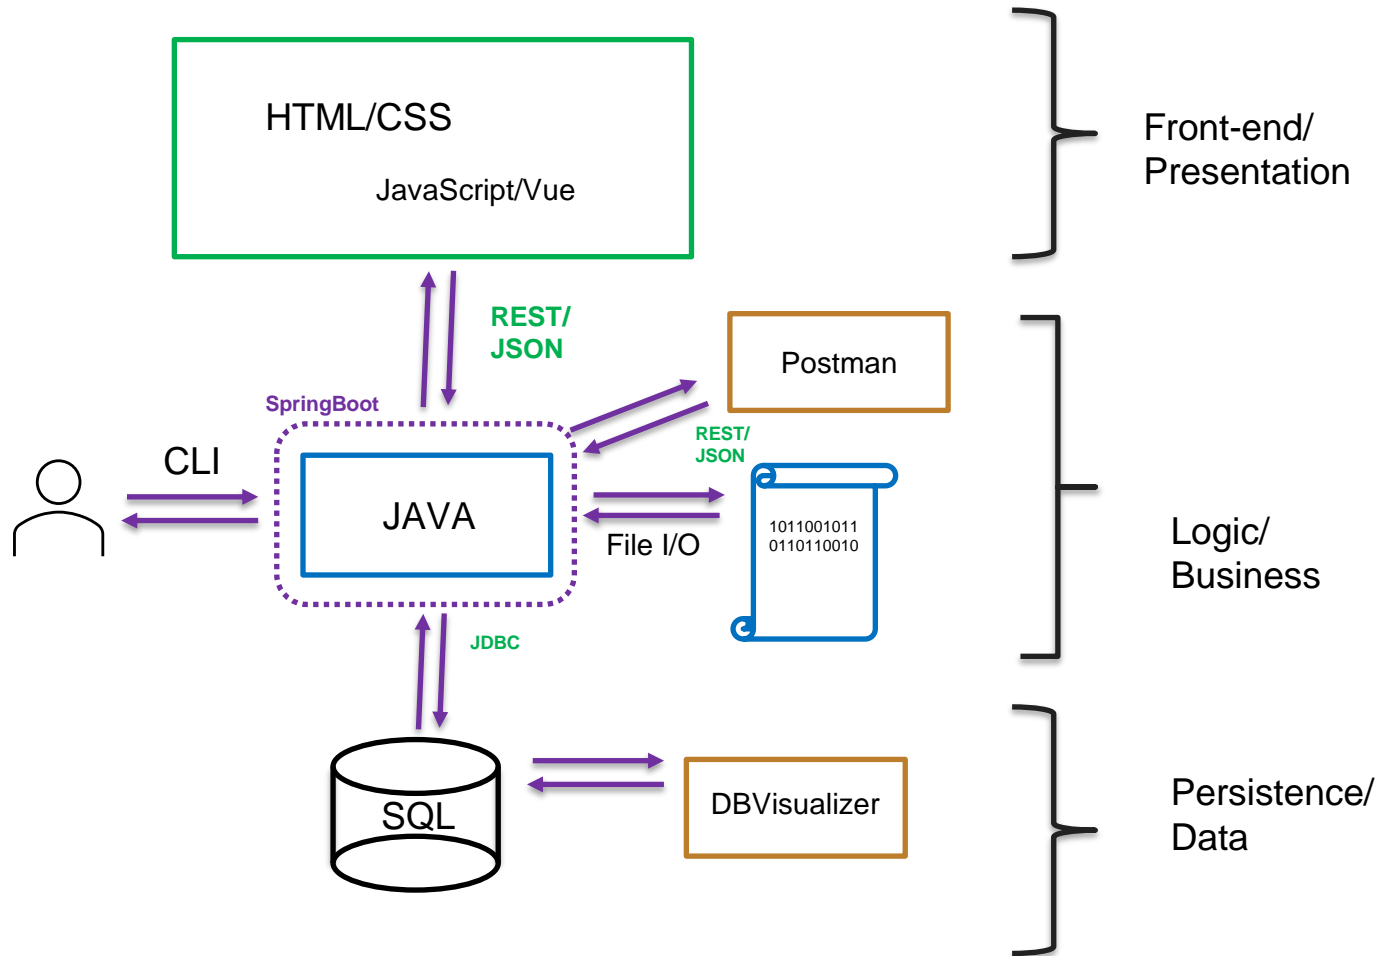 HTML/CSS
JavaScript/Vue
Front-end/
Presentation
REST/
JSON
Postman
SpringBoot
REST/
JSON
CLI
JAVA
File I/O
1011001011
0110110010
Logic/
Business
JDBC
SQL
DBVisualizer
Persistence/
Data